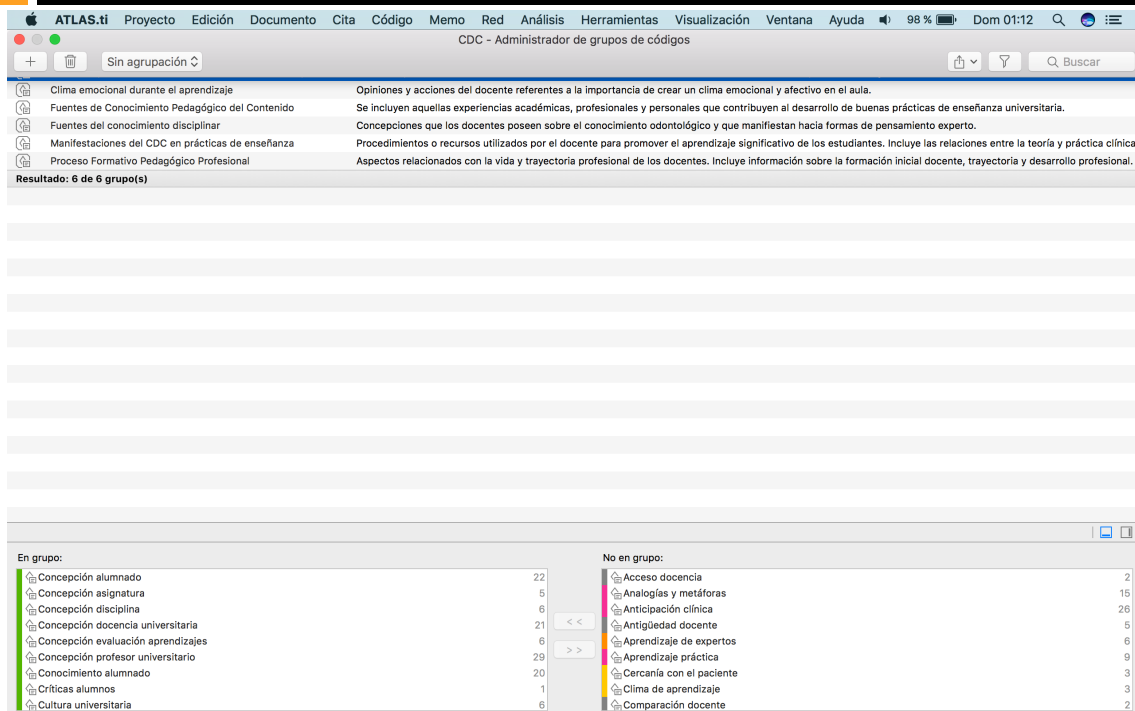 ATLAS.ti Proyecto Edición Documento Cita Código Memo Red Análisis Herramientas Visualización Ventana Ayuda 98 % Dom 01:12
CDC - Administrador de grupos de códigos
Sin agrupación Buscar
Clima emocional durante el aprendizaje Opiniones y acciones del docente referentes a la importancia de crear un clima emocional y afectivo en el aula.
Fuentes de Conocimiento Pedagógico del Contenido Se incluyen aquellas experiencias académicas, profesionales y personales que contribuyen al desarrollo de buenas prácticas de enseñanza universitaria.
Fuentes del conocimiento disciplinar Concepciones que los docentes poseen sobre el conocimiento odontológico y que manifiestan hacia formas de pensamiento experto.
Manifestaciones del CDC en prácticas de enseñanza Procedimientos o recursos utilizados por el docente para promover el aprendizaje significativo de los estudiantes. Incluye las relaciones entre la teoría y práctica clínica
Proceso Formativo Pedagógico Profesional Aspectos relacionados con la vida y trayectoria profesional de los docentes. Incluye información sobre la formación inicial docente, trayectoria y desarrollo profesional.
Resultado: 6 de 6 grupo(s)
En grupo: No en grupo:
Concepción alumnado 22 Acceso docencia 2
Concepción asignatura 5 Analogías y metáforas 15
Concepción disciplina 6 Anticipación clínica 26
Concepción docencia universitaria 21 << Antigüedad docente 5
Concepción evaluación aprendizajes 6 >> Aprendizaje de expertos 6
Concepción profesor universitario 29 Aprendizaje práctica 9
Conocimiento alumnado 20 Cercanía con el paciente 3
Críticas alumnos 1 Clima de aprendizaje 3
Cultura universitaria 6 Comparación docente 2